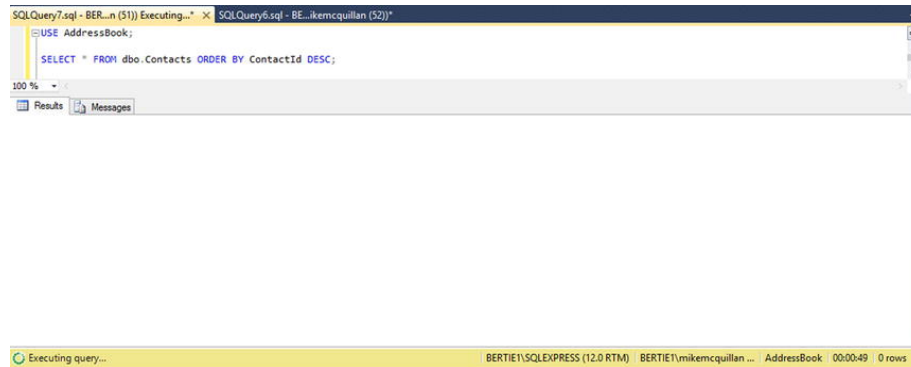 SQLQuery7.sql - BER...n (51)) Executing...* SQLQuery6.sql - BE...ikemcquillan (52))*
USE AddressBook;
SELECT * FROM dbo.Contacts ORDER BY ContactId DESC;
100 %
Results Messages
Executing query... BERTIE1\SQLEXPRESS (12.0 RTM) BERTIE1\mikemcquillan ... AddressBook 00:00:49 0 rows